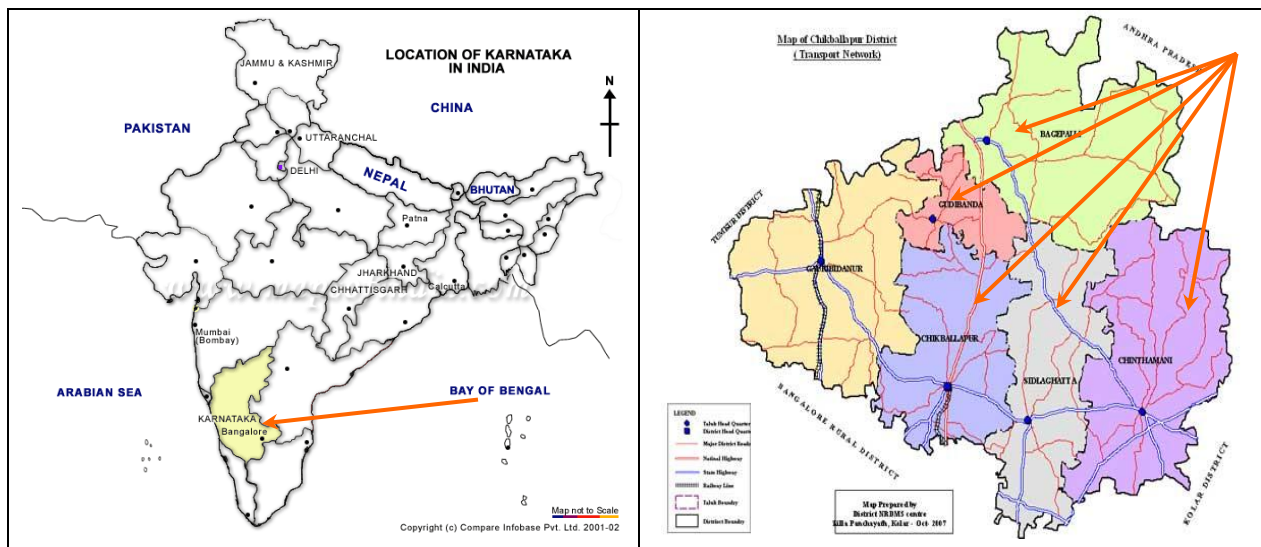 LOCATION OF KARNATAKA
IN INDIA
N
JAMMU & KASHMIR
CHINA
PAKISTAN
UTTARANCHAL
DELHI
NEPAL
BHUTAN
Patna
JHARKHAND
CHHATTISGARH
Calcutta
Mumbai
(Bombay)
ARABIAN SEA
BAY OF BENGAL
KARNATAKA
Bangalore
Map not to Scale
Copyright (c) Compare Infobase Pvt. Ltd. 2001-02
Map of Chikballapur District
( Transport Network)
ANDHRA PRADESH
BAGEPALLI
TUMKUR DISTRICT
GUDIBANDA
GAURIBIDANUR
CHIKBALLAPUR
CHINTHAMANI
SIDLAGHATTA
BANGALORE RURAL DISTRICT
KOLAR DISTRICT
LEGEND
Taluk Head Quarter
District Head Quarter
Major District Roads
National Highway
State Highway
Railway Line
Taluk Boundry
District Boundry
Map Prepared by
District NRDMS centre
Zilla Panchayath, Kolar - Oct- 2007